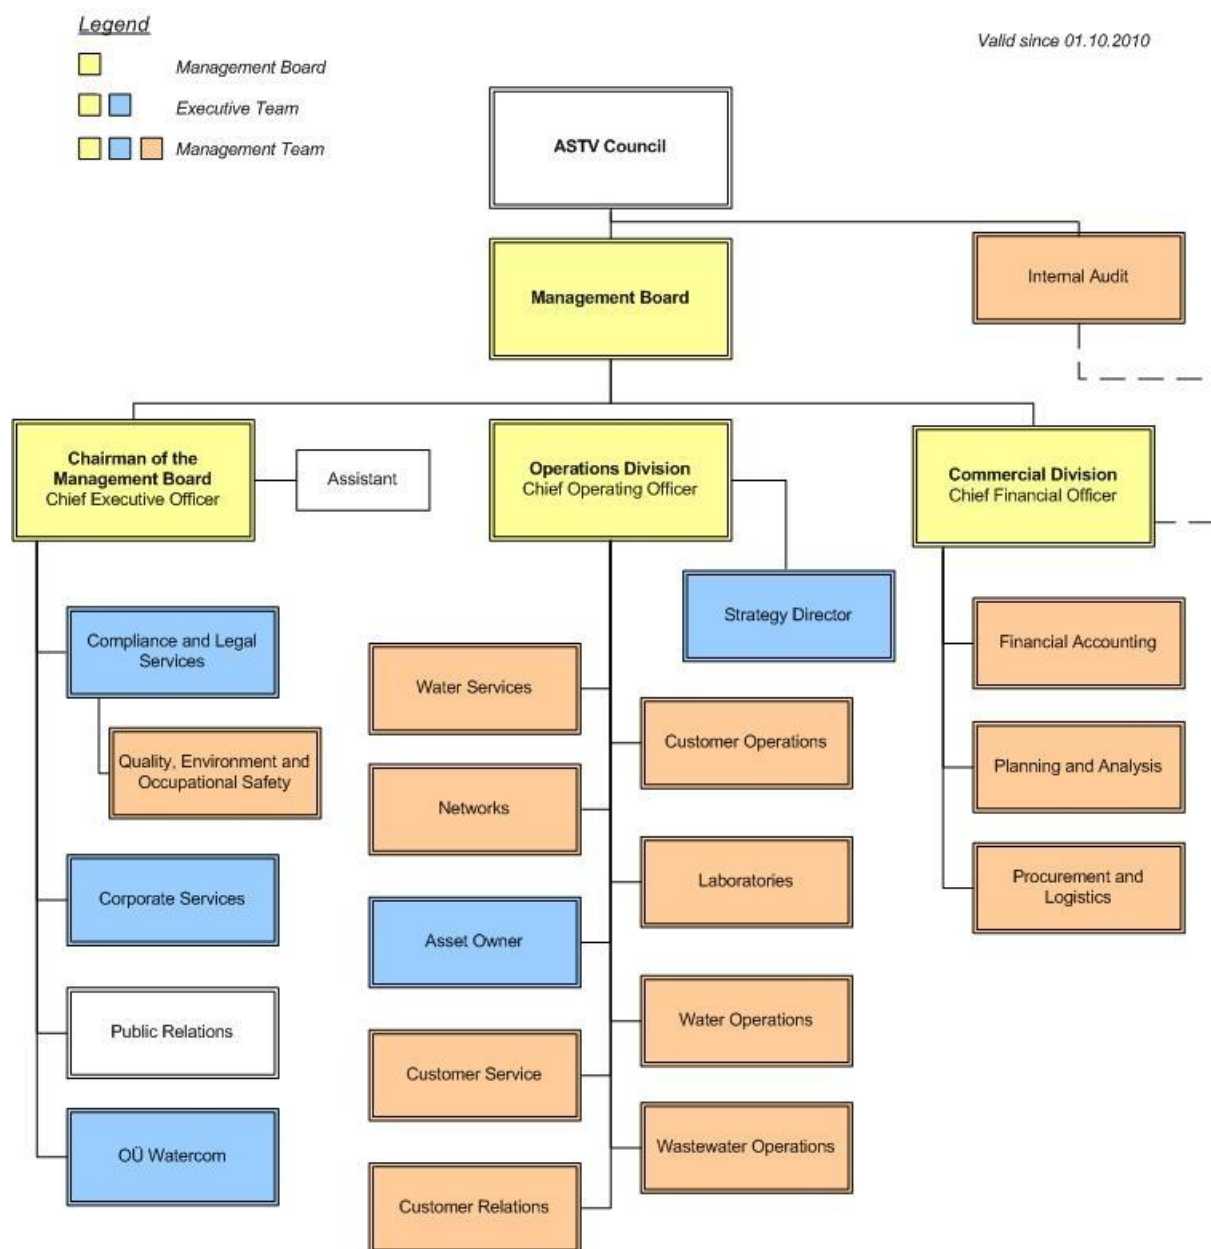 Legend
Valid since 01.10.2010
Management Board
Executive Team
Management Team
ASTV Council
Management Board
Internal Audit
Chairman of the
Management Board
Chief Executive Officer
Assistant
Operations Division
Chief Operating Officer
Commercial Division
Chief Financial Officer
Compliance and Legal
Services
Strategy Director
Financial Accounting
Water Services
Customer Operations
Quality, Environment and
Occupational Safety
Planning and Analysis
Networks
Laboratories
Procurement and
Logistics
Corporate Services
Asset Owner
Water Operations
Public Relations
Customer Service
Wastewater Operations
OÜ Watercom
Customer Relations